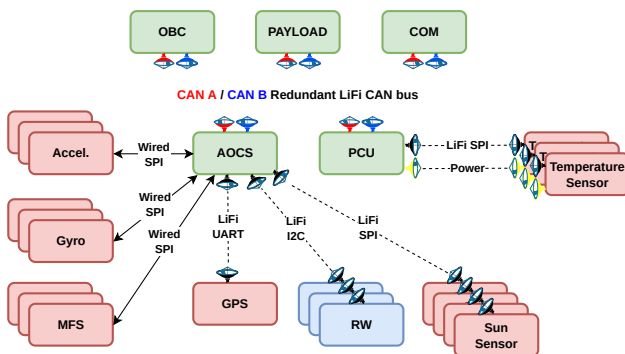 OBC
PAYLOAD
COM
CAN A / CAN B Redundant LiFi CAN bus
Accel.
Wired
SPI
AOCS
PCU
LiFi SPI
Power
T
T
T
Temperature
Sensor
Gyro
Wired
SPI
Wired
SPI
LiFi
UART
LiFi
I2C
LiFi
SPI
MFS
GPS
RW
Sun
Sensor